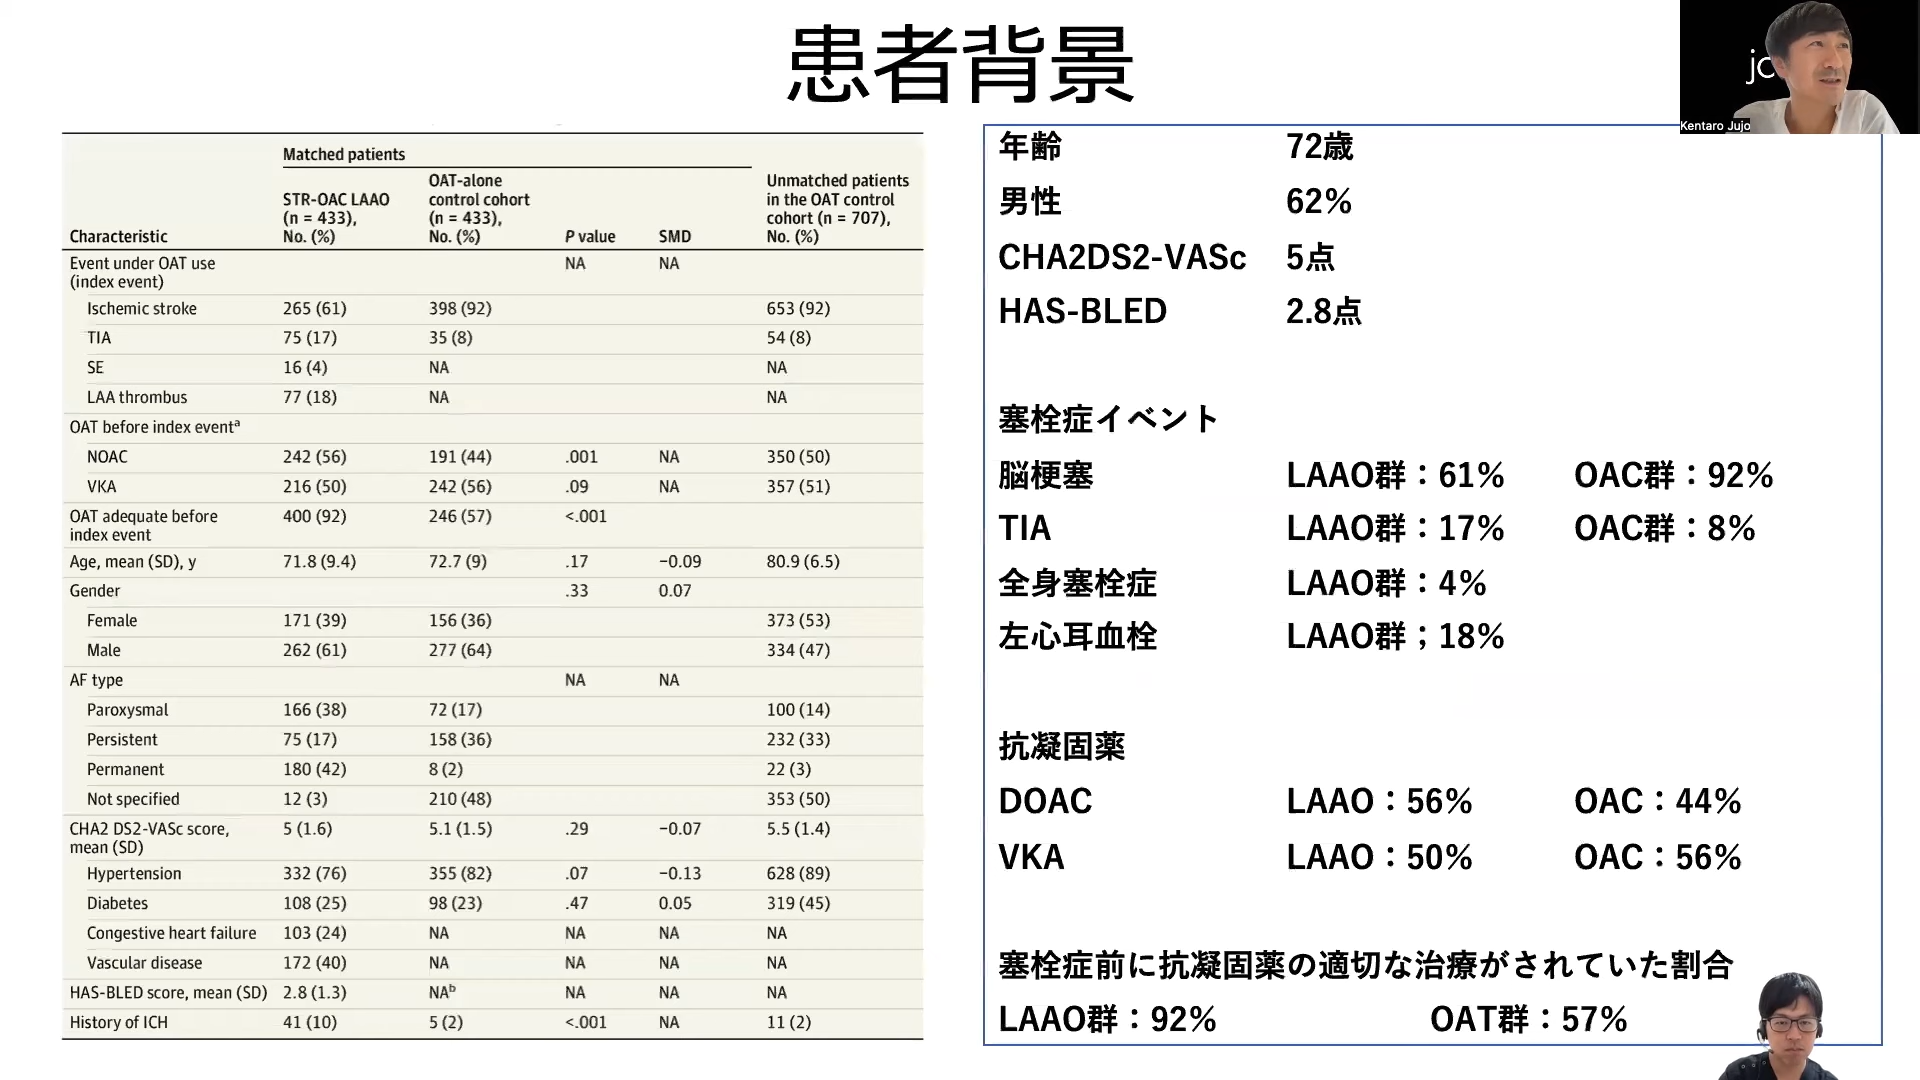 患者背景
jc
Kentaro Jujo
Matched patients
Characteristic	STR-OAC LAAO (n = 433), No. (%)	OAT-alone control cohort (n = 433), No. (%)	P value	SMD	Unmatched patients in the OAT control cohort (n = 707), No. (%)
Event under OAT use (index event)	NA	NA
Ischemic stroke	265 (61)	398 (92)	653 (92)
TIA	75 (17)	35 (8)	54 (8)
SE	16 (4)	NA	NA
LAA thrombus	77 (18)	NA	NA
OAT before index eventᵃ
NOAC	242 (56)	191 (44)	.001	NA	350 (50)
VKA	216 (50)	242 (56)	.09	NA	357 (51)
OAT adequate before index event	400 (92)	246 (57)	<.001
Age, mean (SD), y	71.8 (9.4)	72.7 (9)	.17	−0.09	80.9 (6.5)
Gender	.33	0.07
Female	171 (39)	156 (36)	373 (53)
Male	262 (61)	277 (64)	334 (47)
AF type	NA	NA
Paroxysmal	166 (38)	72 (17)	100 (14)
Persistent	75 (17)	158 (36)	232 (33)
Permanent	180 (42)	8 (2)	22 (3)
Not specified	12 (3)	210 (48)	353 (50)
CHA2 DS2-VASc score, mean (SD)	5 (1.6)	5.1 (1.5)	.29	−0.07	5.5 (1.4)
Hypertension	332 (76)	355 (82)	.07	−0.13	628 (89)
Diabetes	108 (25)	98 (23)	.47	0.05	319 (45)
Congestive heart failure	103 (24)	NA	NA	NA	NA
Vascular disease	172 (40)	NA	NA	NA	NA
HAS-BLED score, mean (SD)	2.8 (1.3)	NAᵇ	NA	NA	NA
History of ICH	41 (10)	5 (2)	<.001	NA	11 (2)
年齢	72歳
男性	62%
CHA2DS2-VASc	5点
HAS-BLED	2.8点
塞栓症イベント
脳梗塞	LAAO群：61%	OAC群：92%
TIA	LAAO群：17%	OAC群：8%
全身塞栓症	LAAO群：4%
左心耳血栓	LAAO群；18%
抗凝固薬
DOAC	LAAO：56%	OAC：44%
VKA	LAAO：50%	OAC：56%
塞栓症前に抗凝固薬の適切な治療がされていた割合
LAAO群：92%	OAT群：57%